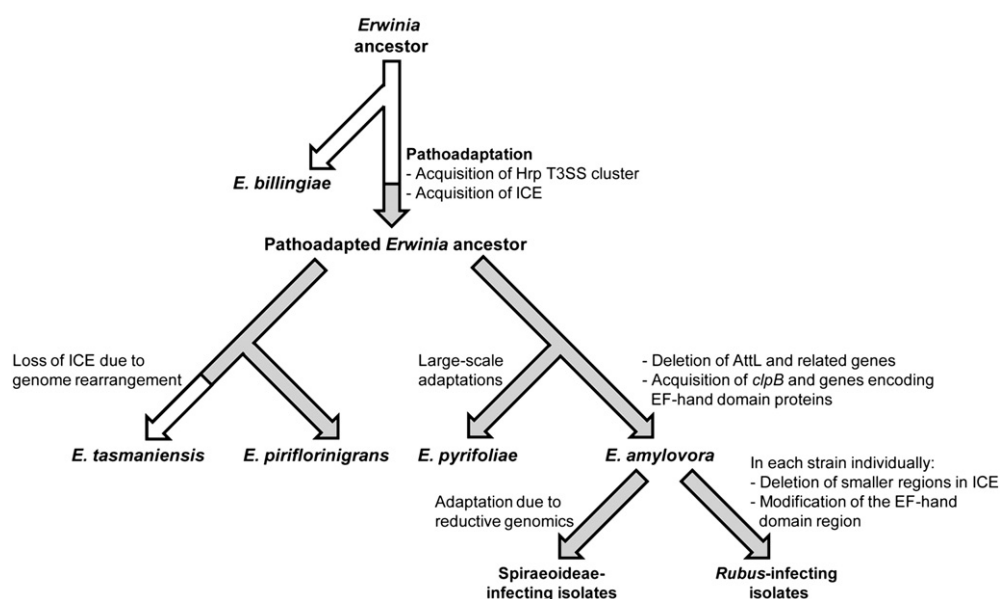 Erwinia
ancestor
Pathoadaptation
- Acquisition of Hrp T3SS cluster
- Acquisition of ICE
E. billingiae
Pathoadapted Erwinia ancestor
Loss of ICE due to
genome rearrangement
Large-scale
adaptations
- Deletion of AttL and related genes
- Acquisition of clpB and genes encoding
EF-hand domain proteins
E. tasmaniensis
E. piriflorinigrans
E. pyrifoliae
E. amylovora
Adaptation due to
reductive genomics
In each strain individually:
- Deletion of smaller regions in ICE
- Modification of the EF-hand
domain region
Spiraeoideae-
infecting isolates
Rubus-infecting
isolates